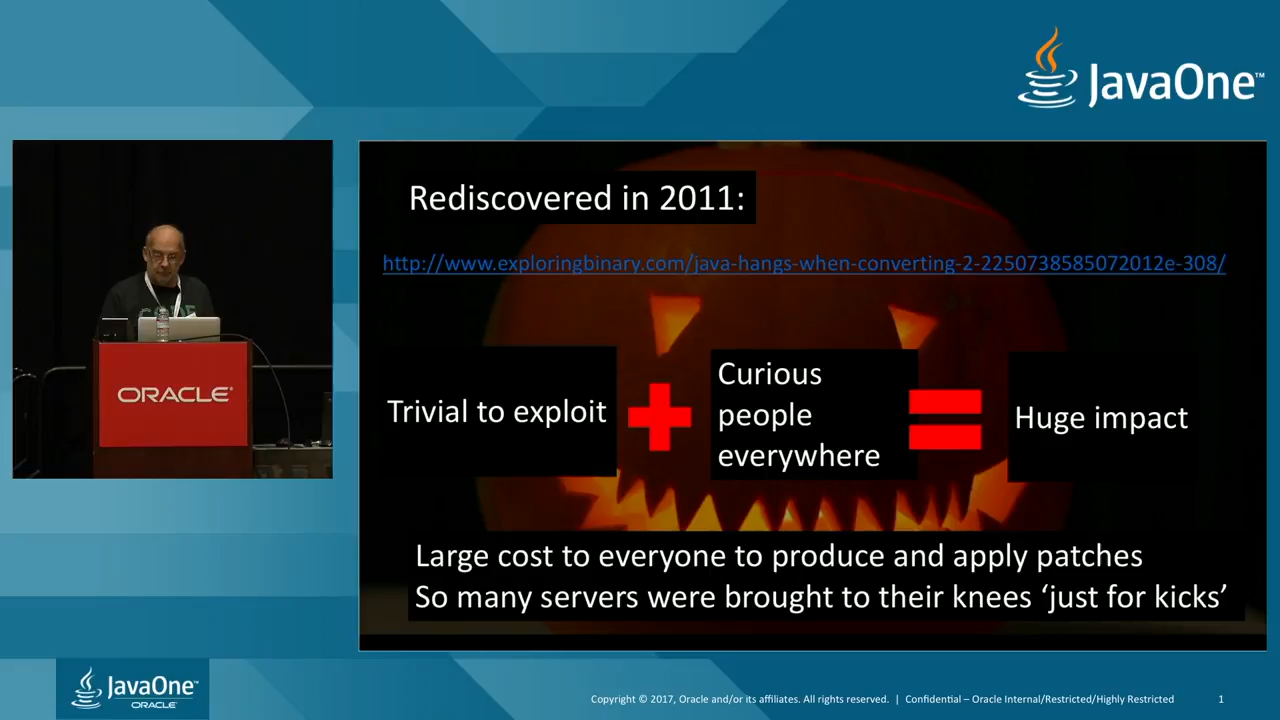 JavaOne™
Rediscovered in 2011:
http://www.exploringbinary.com/java-hangs-when-converting-2-2250738585072012e-308/
Trivial to exploit
Curious
people
everywhere
Huge impact
Large cost to everyone to produce and apply patches
So many servers were brought to their knees ‘just for kicks’
ORACLE®
JavaOne™
ORACLE®
Copyright © 2017, Oracle and/or its affiliates. All rights reserved. | Confidential – Oracle Internal/Restricted/Highly Restricted 1